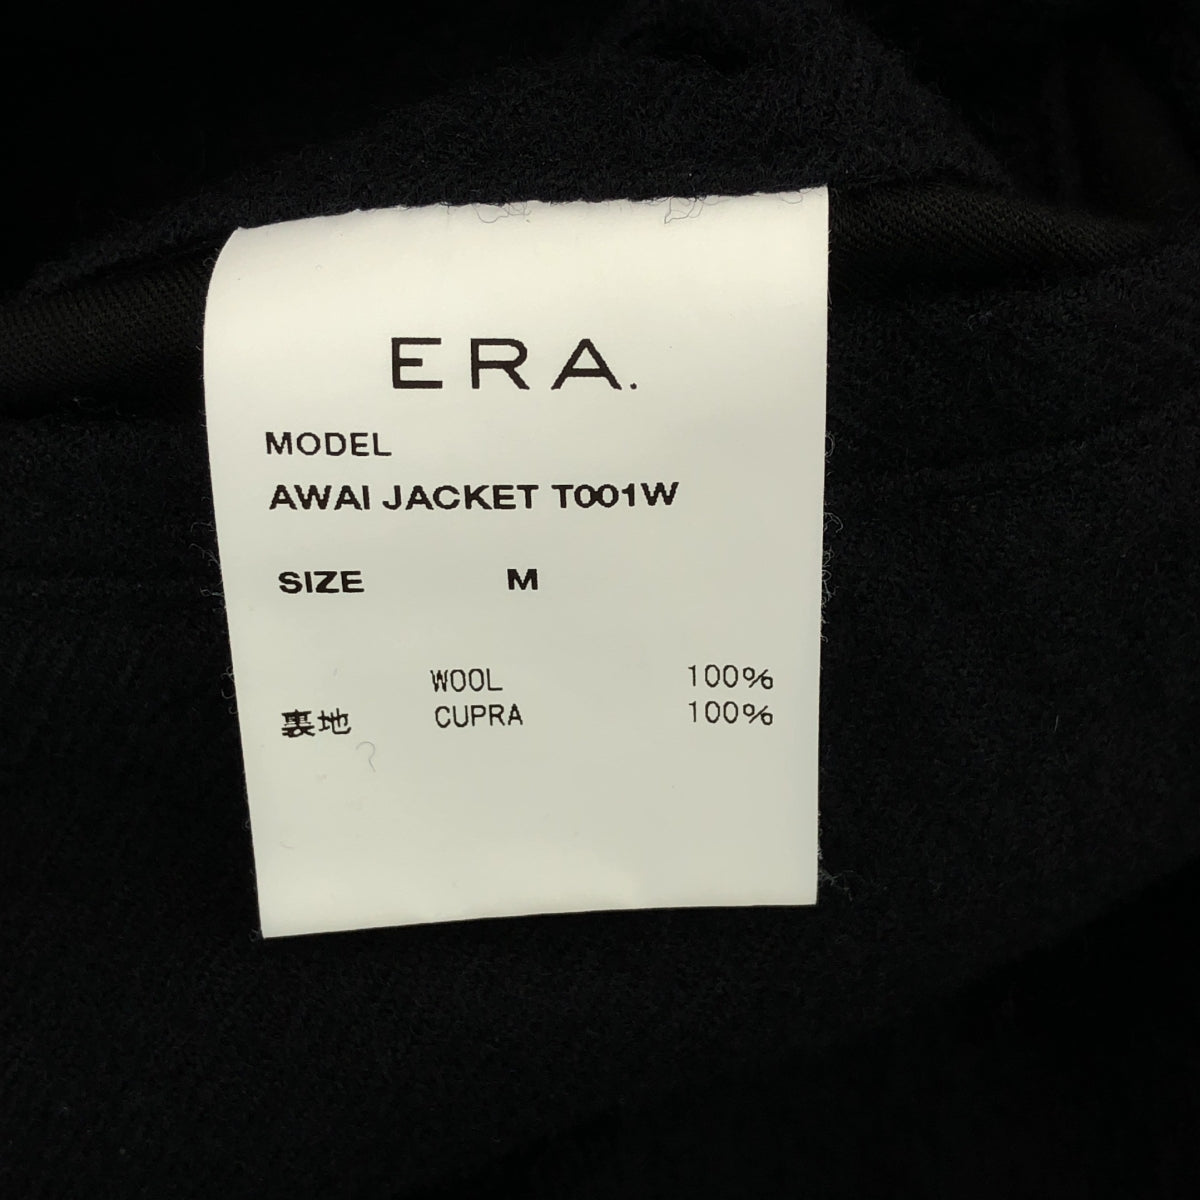 ERA.
MODEL
AWAI JACKET T001W
SIZE M
WOOL 100%
裏地 CUPRA 100%